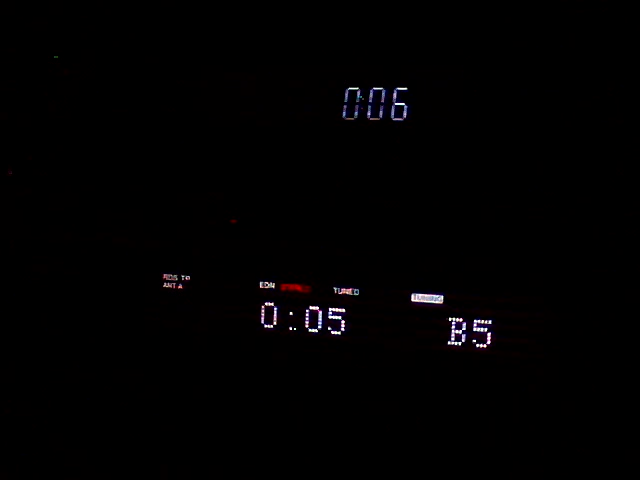 0:06
RDS TP
ANT A
EON TUNED TUNING
0:05 B5